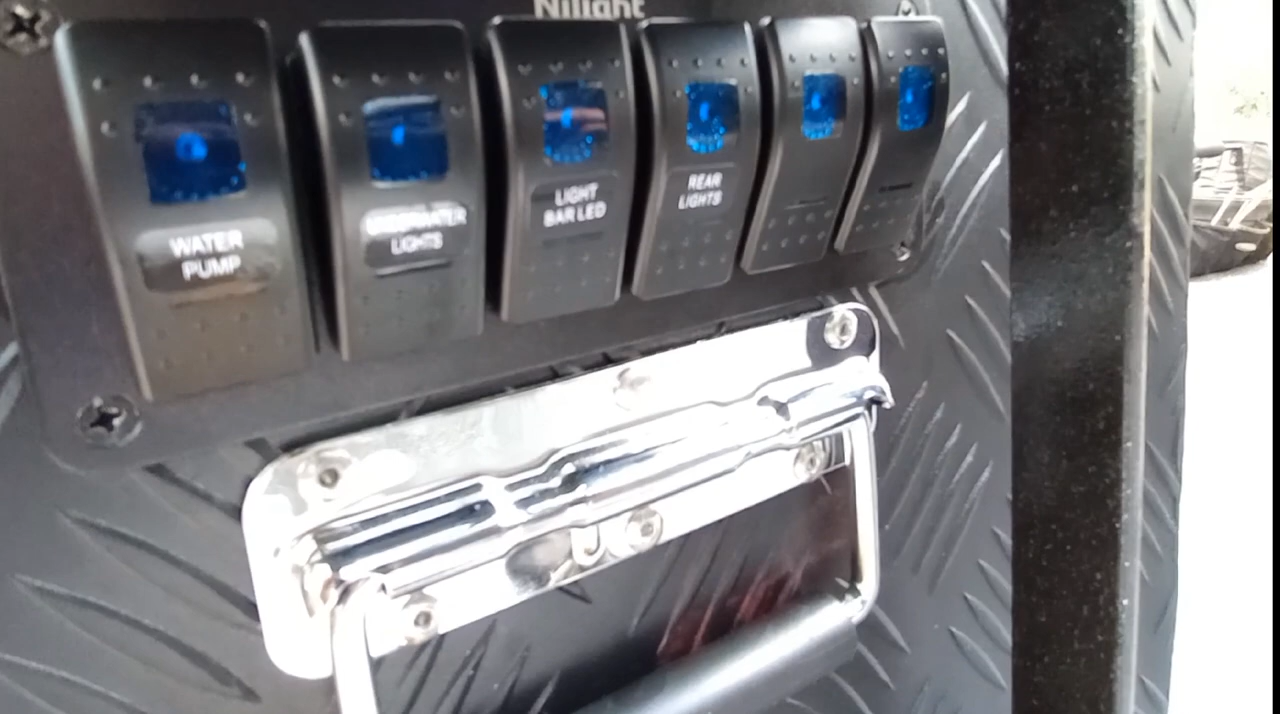 Nilight
WATER
PUMP
UNDERWATER
LIGHTS
LIGHT
BAR LED
REAR
LIGHTS